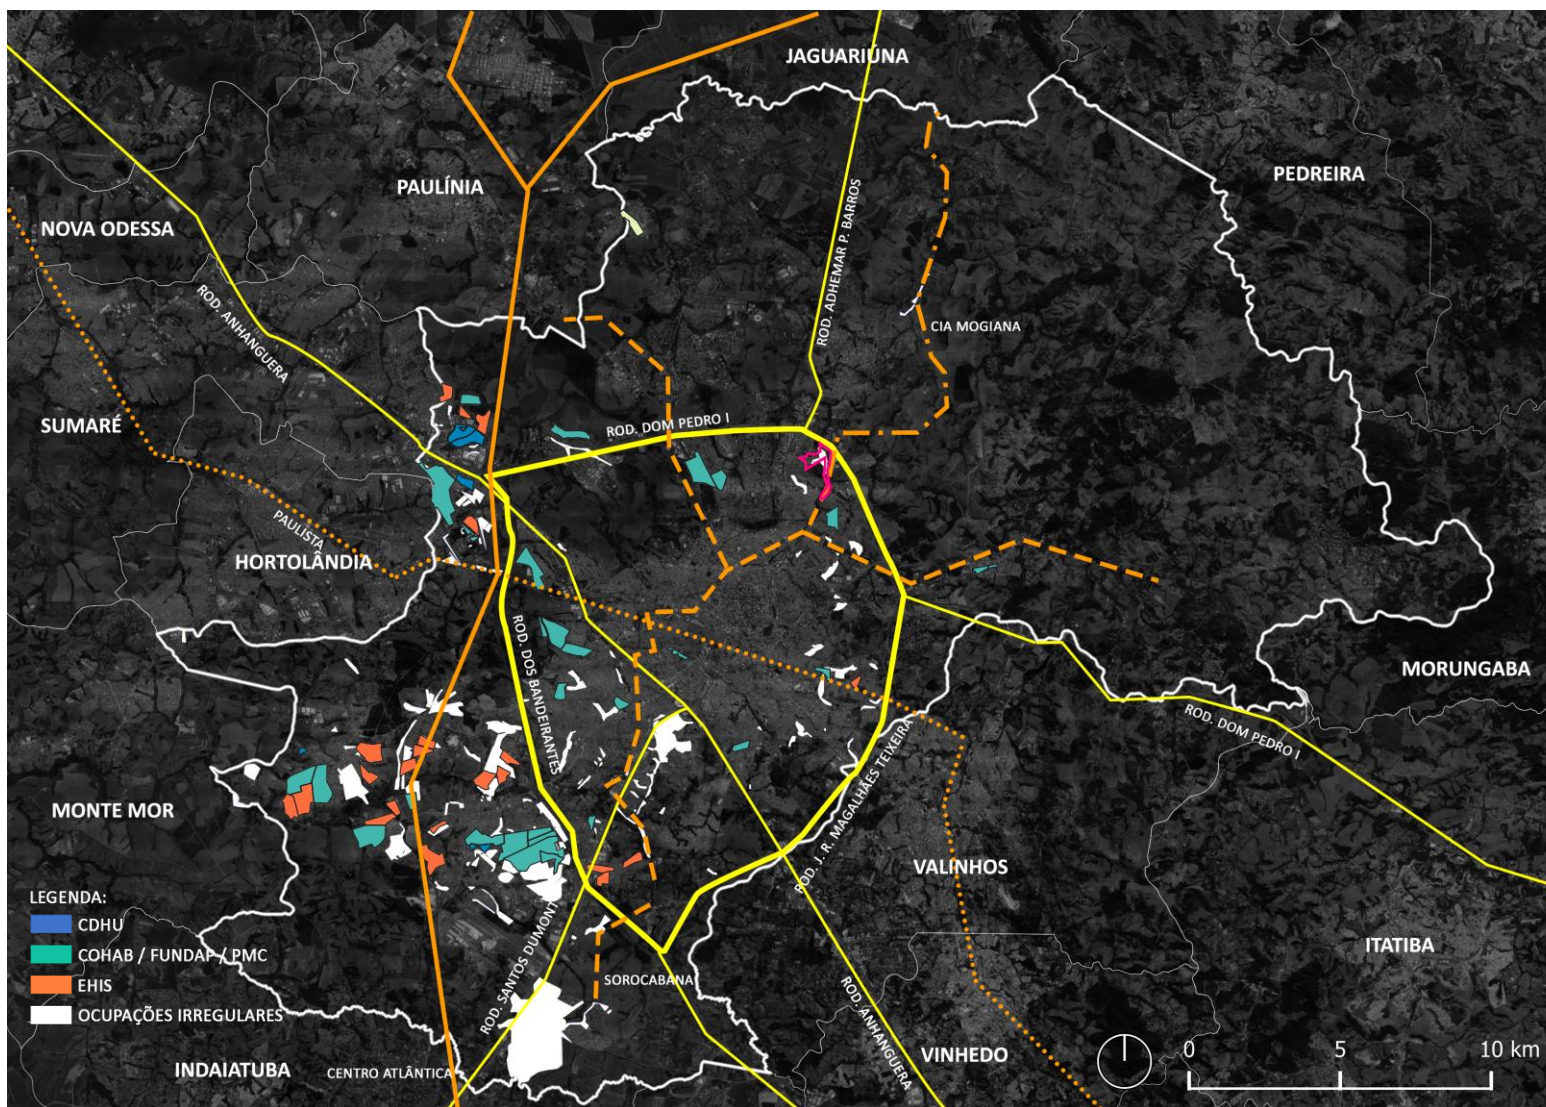 JAGUARIÚNA
PEDREIRA
PAULÍNIA
NOVA ODESSA
ROD. ADHEMAR P. BARROS
ROD. ANHANGUERA
CIA MOGIANA
SUMARÉ
ROD. DOM PEDRO I
PAULISTA
HORTOLÂNDIA
ROD. DOS BANDEIRANTES
MORUNGABA
ROD. DOM PEDRO I
ROD. J. R. MAGALHÃES TEIXEIRA
MONTE MOR
VALINHOS
LEGENDA:
CDHU
COHAB / FUNDAP / PMC
EHIS
OCUPAÇÕES IRREGULARES
ROD. SANTOS DUMONT
SOROCABANA
ITATIBA
ROD. ANHANGUERA
INDAIATUBA
CENTRO ATLÂNTICA
VINHEDO
0 5 10 km